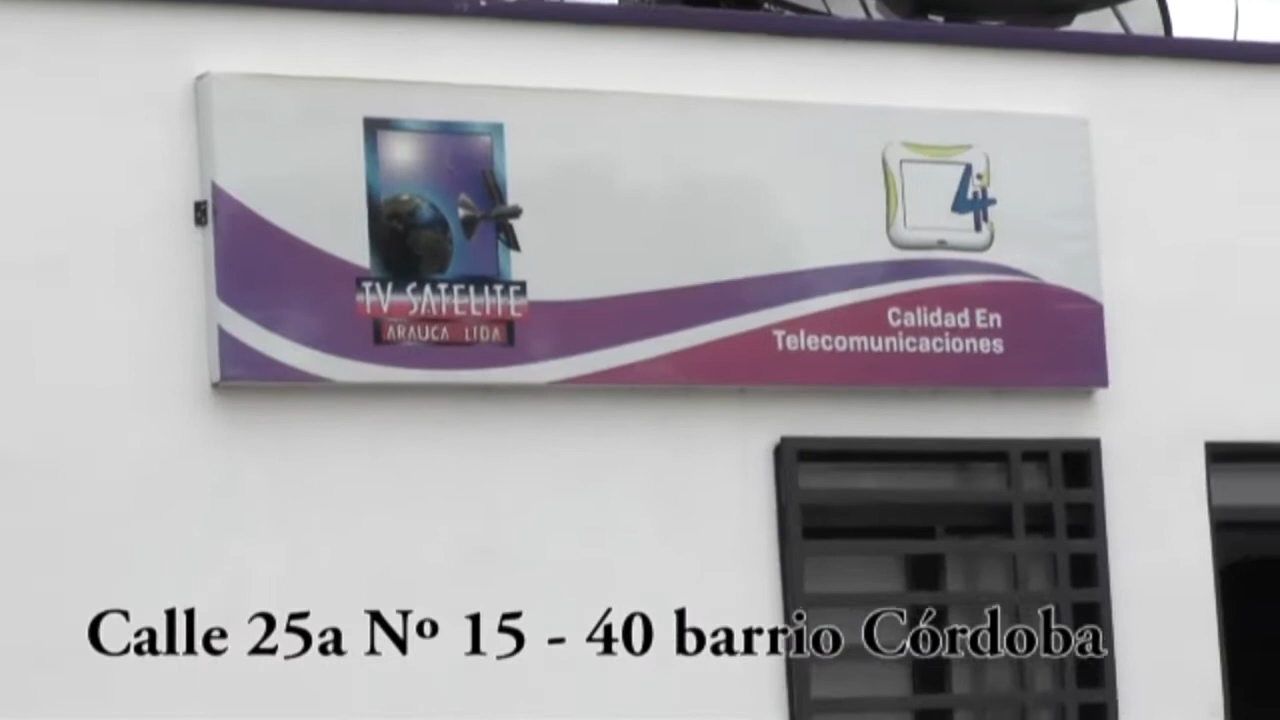 TV SATELITE
ARAUCA LTDA
4
Calidad En
Telecomunicaciones
Calle 25a Nº 15 - 40 barrio Córdoba